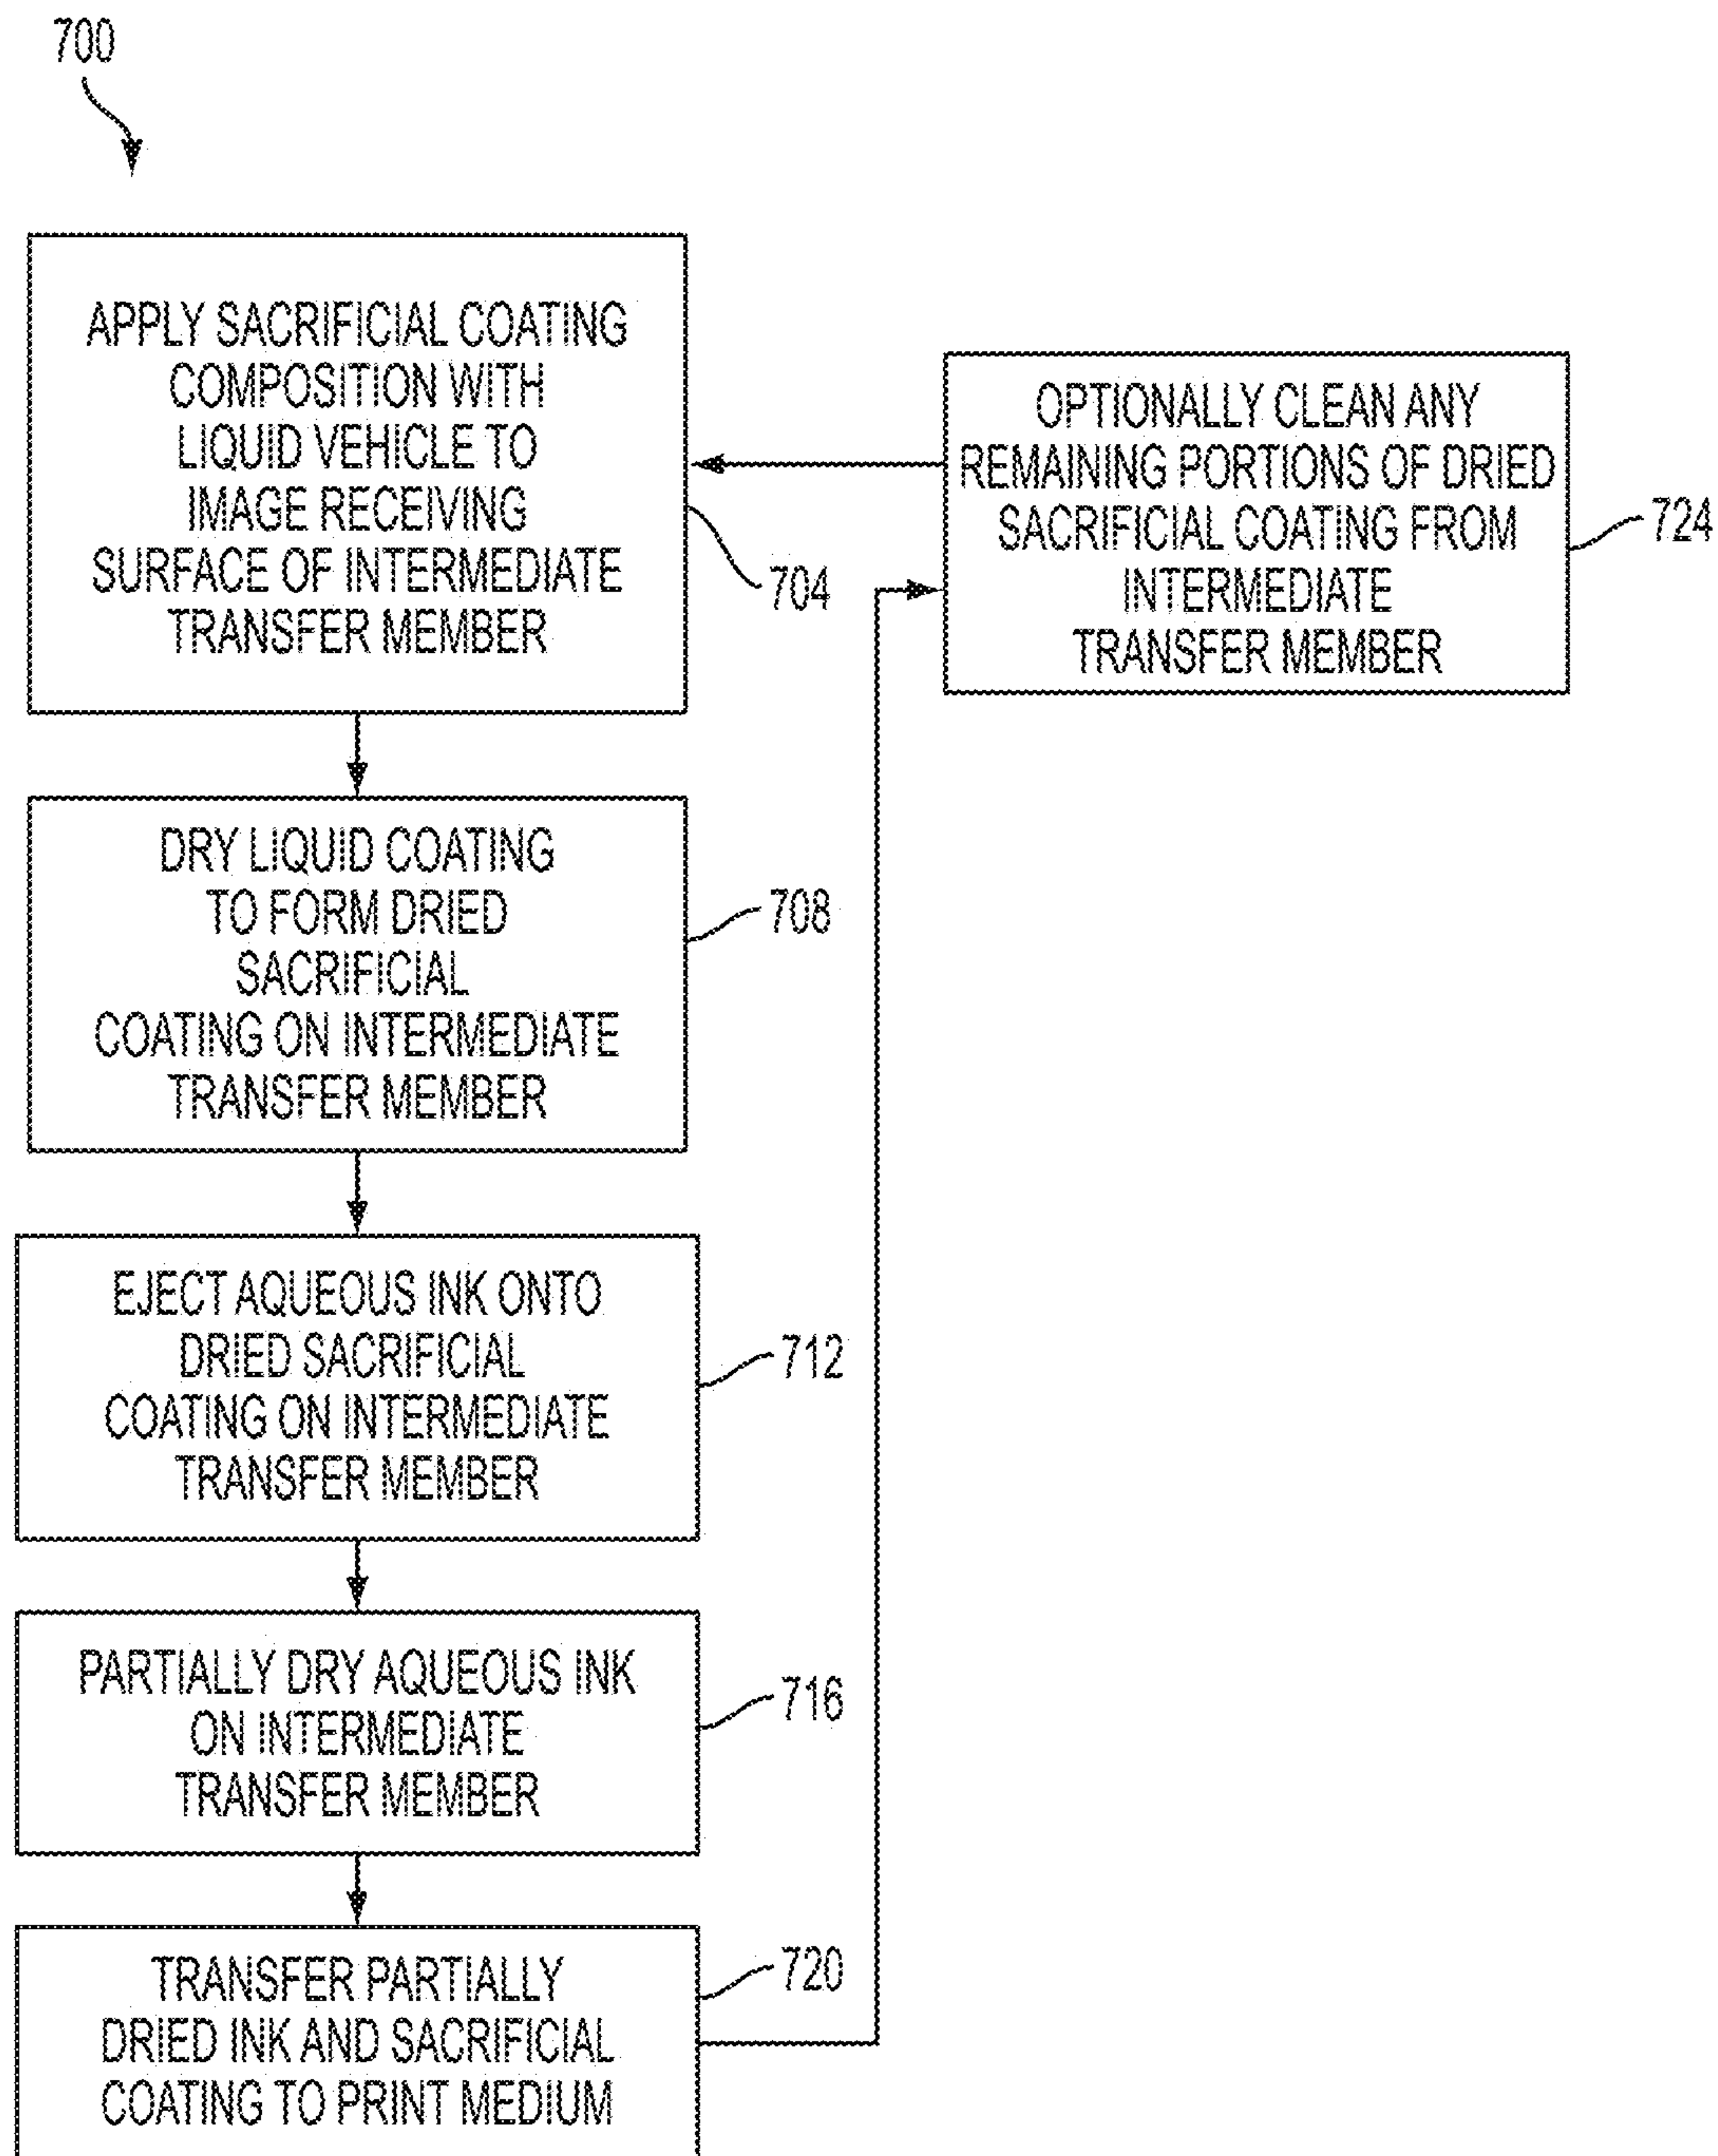 700
APPLY SACRIFICIAL COATING
COMPOSITION WITH
LIQUID VEHICLE TO
IMAGE RECEIVING
SURFACE OF INTERMEDIATE
TRANSFER MEMBER
704
OPTIONALLY CLEAN ANY
REMAINING PORTIONS OF DRIED
SACRIFICIAL COATING FROM
INTERMEDIATE
TRANSFER MEMBER
724
DRY LIQUID COATING
TO FORM DRIED
SACRIFICIAL
COATING ON INTERMEDIATE
TRANSFER MEMBER
708
EJECT AQUEOUS INK ONTO
DRIED SACRIFICIAL
COATING ON INTERMEDIATE
TRANSFER MEMBER
712
PARTIALLY DRY AQUEOUS INK
ON INTERMEDIATE
TRANSFER MEMBER
716
TRANSFER PARTIALLY
DRIED INK AND SACRIFICIAL
COATING TO PRINT MEDIUM
720